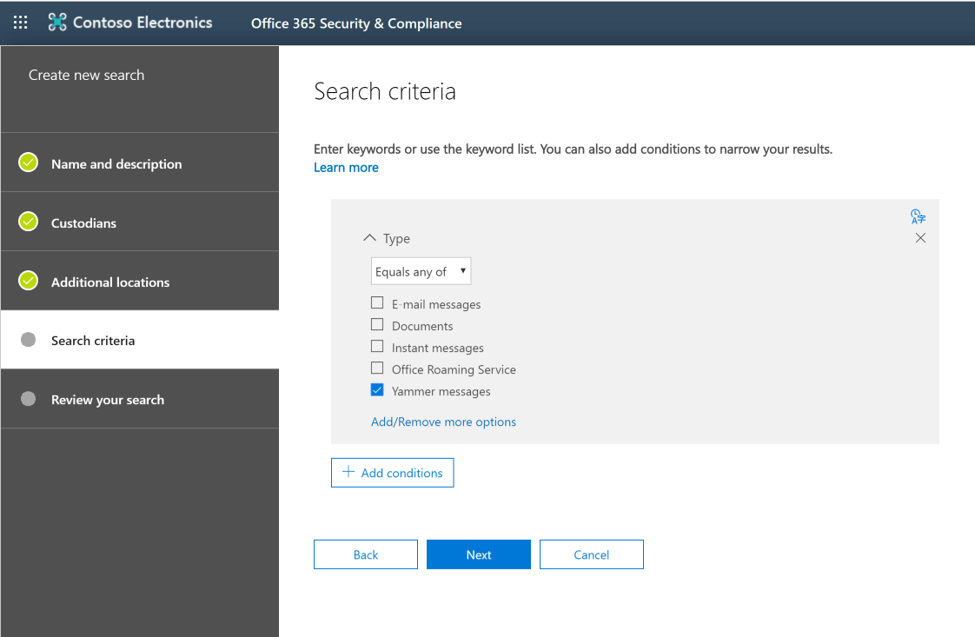 Contoso Electronics
Office 365 Security & Compliance
Create new search
Name and description
Custodians
Additional locations
Search criteria
Review your search
Search criteria
Enter keywords or use the keyword list. You can also add conditions to narrow your results.
Learn more
Type
Equals any of
E-mail messages
Documents
Instant messages
Office Roaming Service
Yammer messages
Add/Remove more options
Add conditions
Back
Next
Cancel